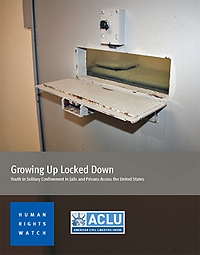 Growing Up Locked Down
Youth in Solitary Confinement in Jails and Prisons Across the United States
HUMAN
RIGHTS
WATCH
ACLU
AMERICAN CIVIL LIBERTIES UNION